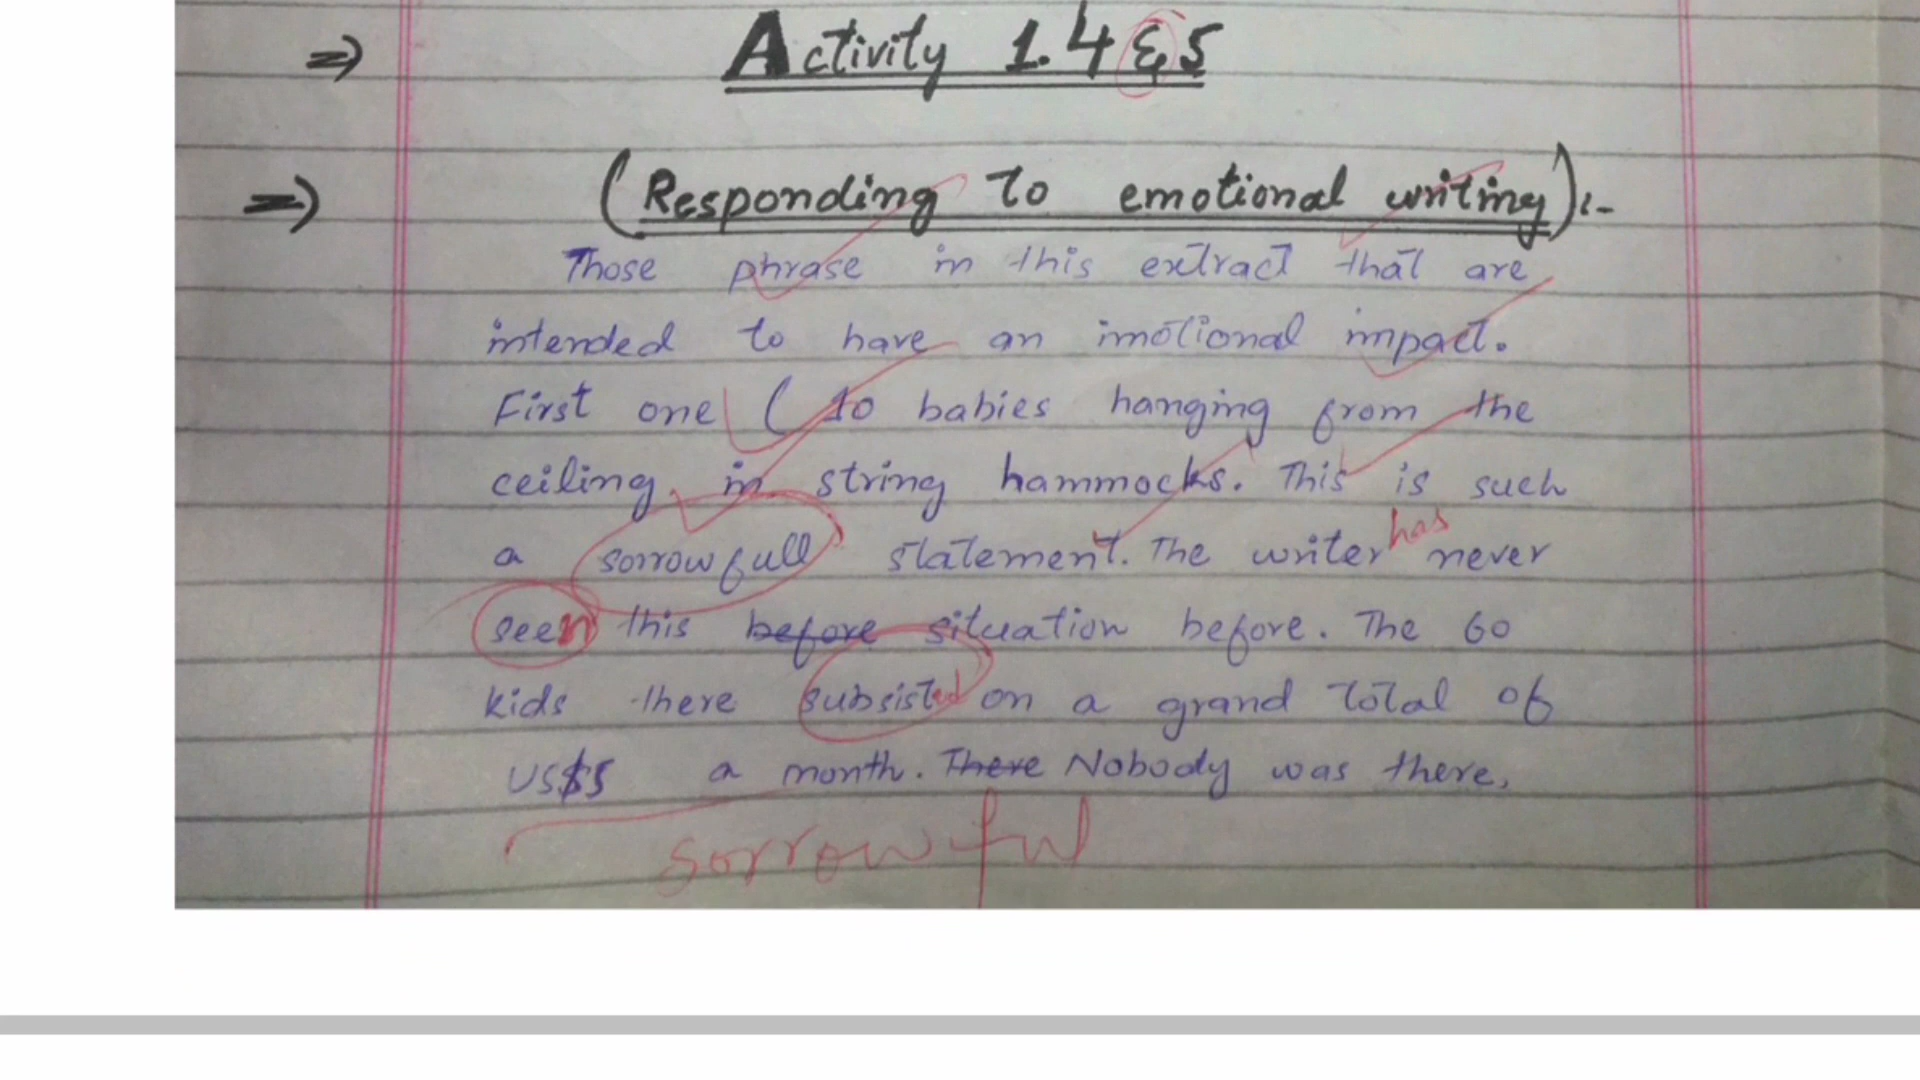 ⇒ Activity 1.4 & 5
⇒ (Responding to emotional writing):-
Those phrase in this extract that are
intended to have an imotional impact.
First one ( 10 babies hanging from the
ceiling in string hammocks. This is such
a sorrowfull statement. The writer has never
seen this before situation before. The 60
kids there subsisted on a grand total of
US$5 a month. There Nobody was there,
sorrowful